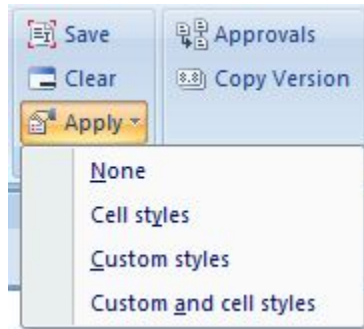 Save
Approvals
Clear
Copy Version
Apply
None
Cell styles
Custom styles
Custom and cell styles